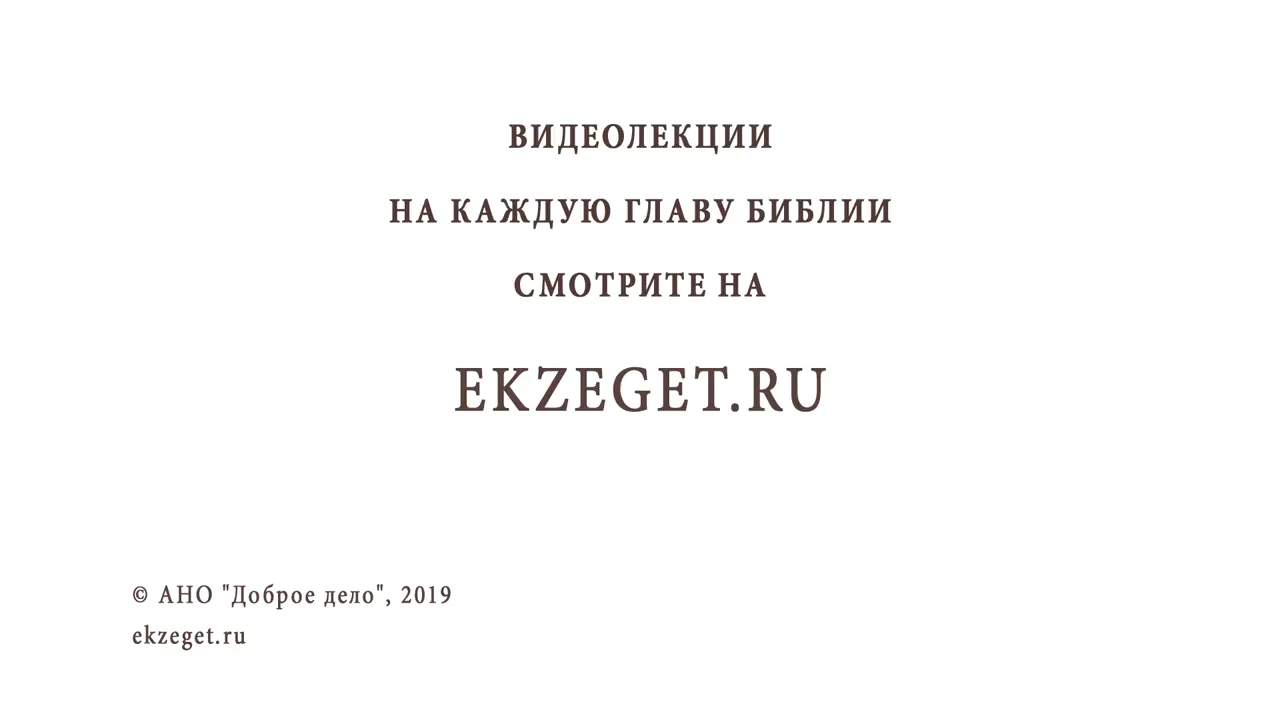 ВИДЕОЛЕКЦИИ
НА КАЖДУЮ ГЛАВУ БИБЛИИ
СМОТРИТЕ НА
EKZEGET.RU
© АНО "Доброе дело", 2019
ekzeget.ru